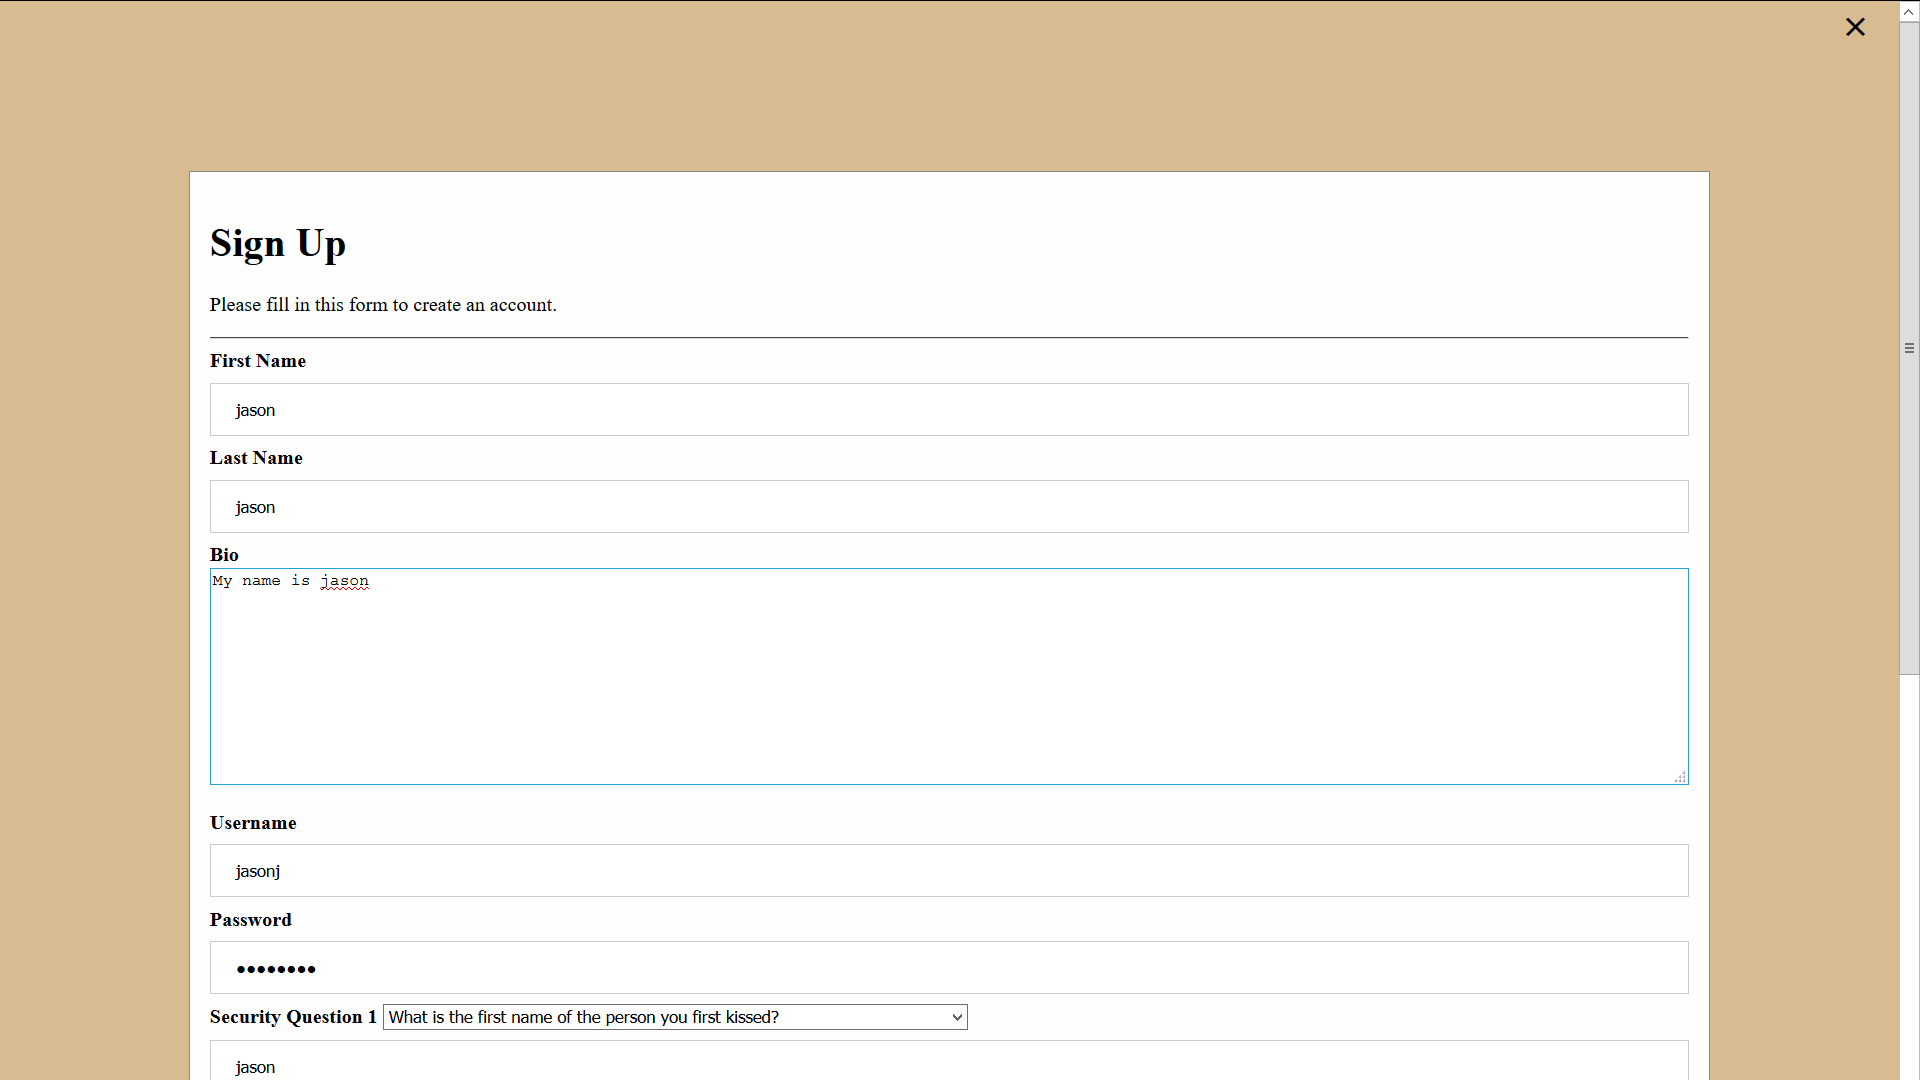 Sign Up
Please fill in this form to create an account.
First Name
jason
Last Name
jason
Bio
My name is jason
Username
jasonj
Password
••••••••
Security Question 1 What is the first name of the person you first kissed?
jason